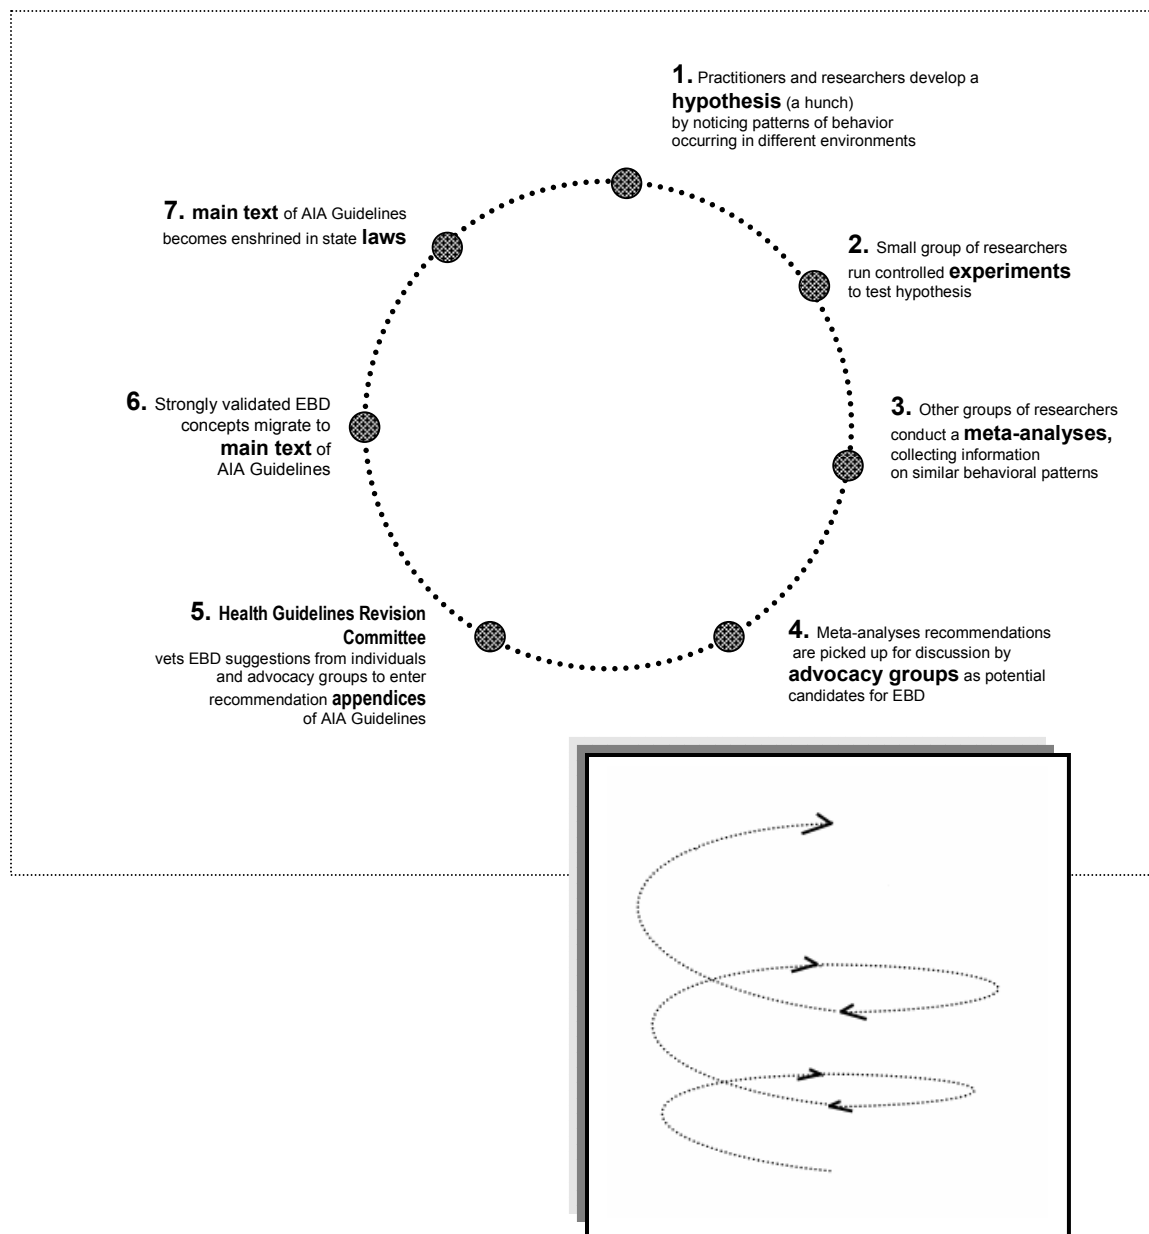 1. Practitioners and researchers develop a
hypothesis (a hunch)
by noticing patterns of behavior
occurring in different environments
2. Small group of researchers
run controlled experiments
to test hypothesis
3. Other groups of researchers
conduct a meta-analyses,
collecting information
on similar behavioral patterns
4. Meta-analyses recommendations
are picked up for discussion by
advocacy groups as potential
candidates for EBD
5. Health Guidelines Revision
Committee
vets EBD suggestions from individuals
and advocacy groups to enter
recommendation appendices
of AIA Guidelines
6. Strongly validated EBD
concepts migrate to
main text of
AIA Guidelines
7. main text of AIA Guidelines
becomes enshrined in state laws